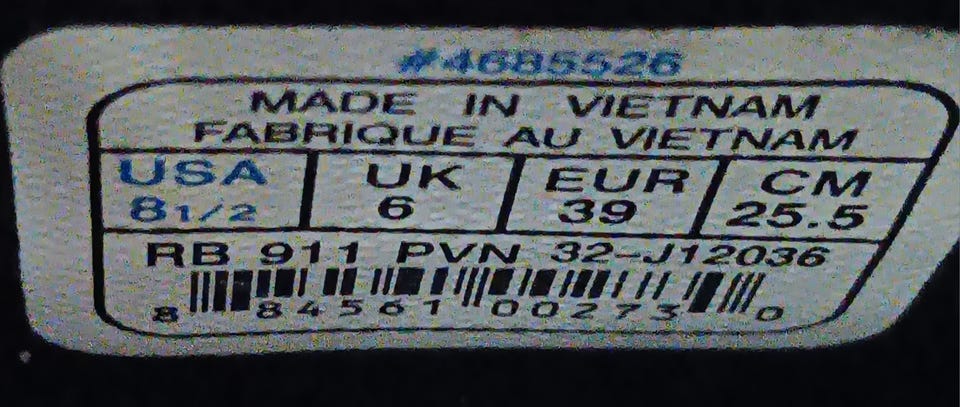 #4685526
MADE IN VIETNAM
FABRIQUE AU VIETNAM
USA UK EUR CM
8 1/2 6 39 25.5
RB 911 PVN 32-J12036
8 84561 00273 0